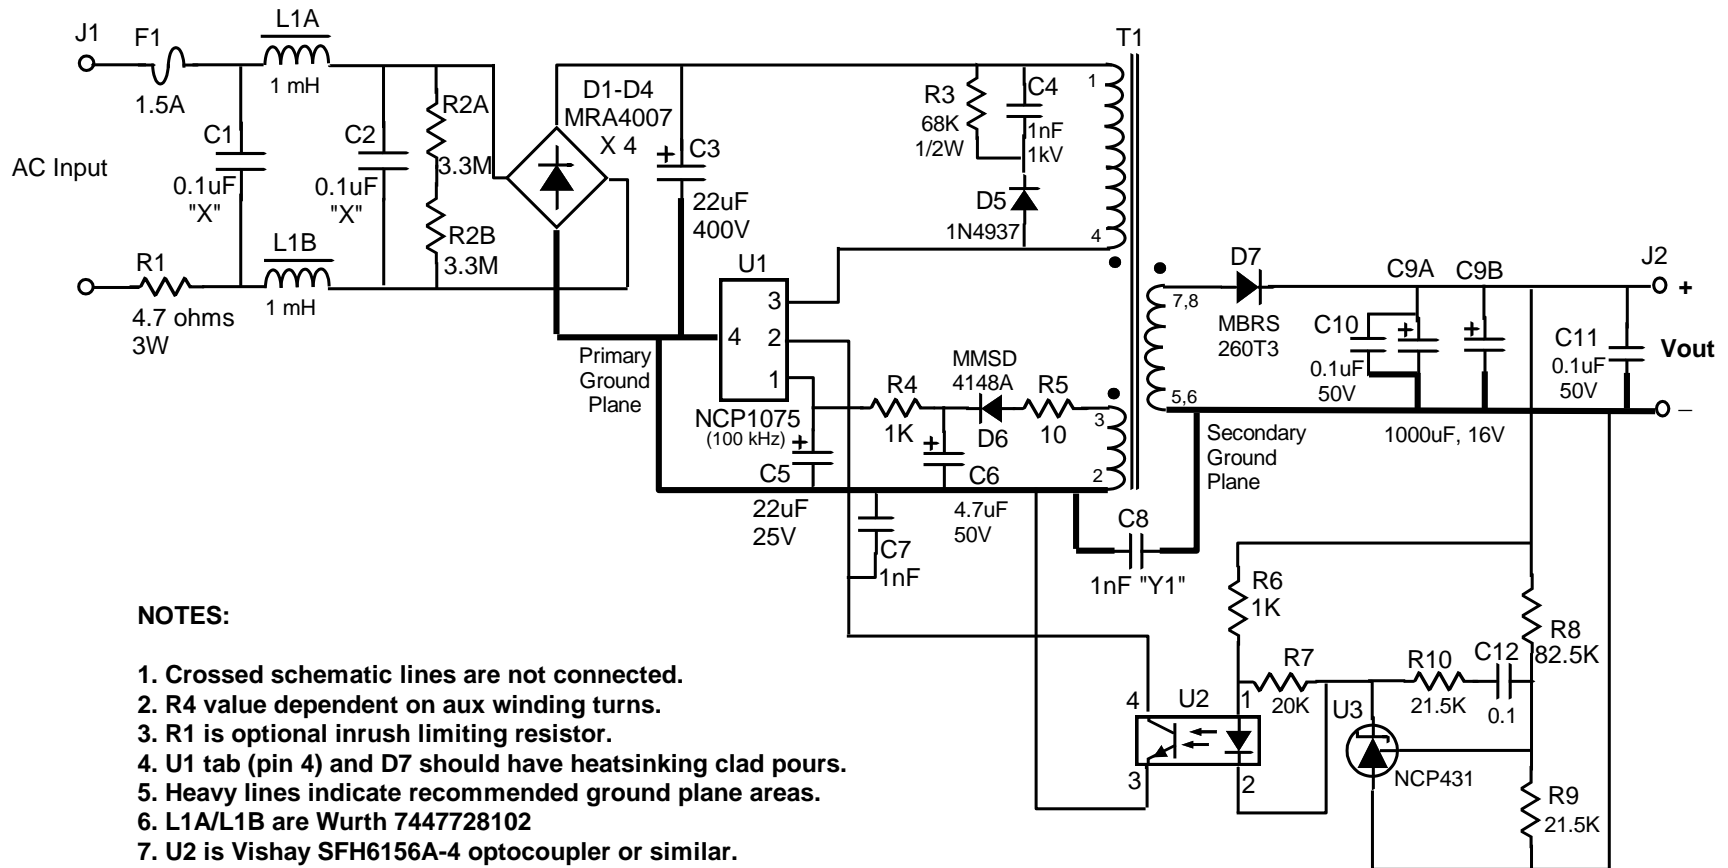 J1
F1
1.5A
L1A
1 mH
AC Input
C1
0.1uF
"X"
C2
0.1uF
"X"
R2A
3.3M
R2B
3.3M
R1
4.7 ohms
3W
L1B
1 mH
D1-D4
MRA4007
X 4
C3
+
22uF
400V
R3
68K
1/2W
C4
1nF
1kV
D5
1N4937
T1
1
4
U1
3
4
2
1
NCP1075
(100 kHz)
Primary
Ground
Plane
+
C5
22uF
25V
R4
1K
MMSD
4148A
D6
R5
10
3
2
+
C6
4.7uF
50V
C7
1nF
C8
1nF "Y1"
7,8
5,6
D7
MBRS
260T3
Secondary
Ground
Plane
C10
0.1uF
50V
C9A
+
C9B
+
1000uF, 16V
C11
0.1uF
50V
J2
+
Vout
_
R6
1K
R7
20K
R10
21.5K
C12
0.1
R8
82.5K
U2
4
1
3
2
U3
NCP431
R9
21.5K
NOTES:
1. Crossed schematic lines are not connected.
2. R4 value dependent on aux winding turns.
3. R1 is optional inrush limiting resistor.
4. U1 tab (pin 4) and D7 should have heatsinking clad pours.
5. Heavy lines indicate recommended ground plane areas.
6. L1A/L1B are Wurth 7447728102
7. U2 is Vishay SFH6156A-4 optocoupler or similar.